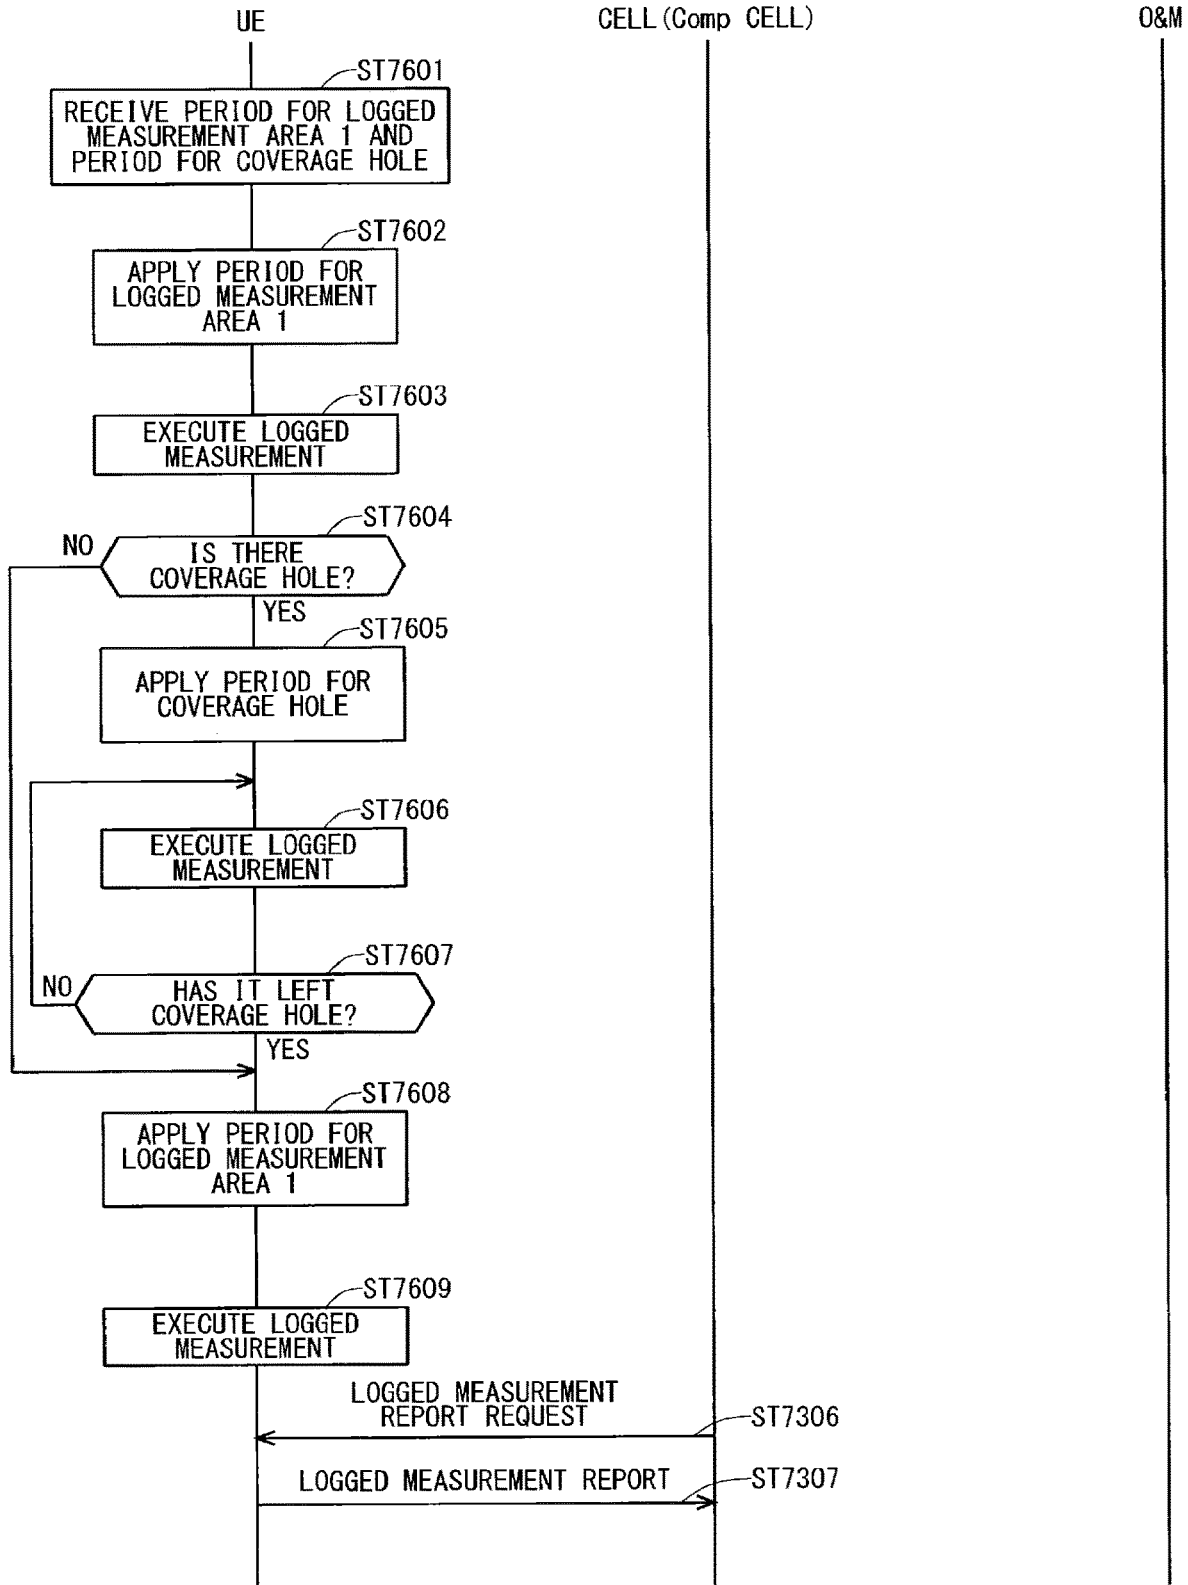 UE
CELL(Comp CELL)
O&M
ST7601
RECEIVE PERIOD FOR LOGGED
MEASUREMENT AREA 1 AND
PERIOD FOR COVERAGE HOLE
ST7602
APPLY PERIOD FOR
LOGGED MEASUREMENT
AREA 1
ST7603
EXECUTE LOGGED
MEASUREMENT
ST7604
NO
IS THERE
COVERAGE HOLE?
YES
ST7605
APPLY PERIOD FOR
COVERAGE HOLE
ST7606
EXECUTE LOGGED
MEASUREMENT
ST7607
NO
HAS IT LEFT
COVERAGE HOLE?
YES
ST7608
APPLY PERIOD FOR
LOGGED MEASUREMENT
AREA 1
ST7609
EXECUTE LOGGED
MEASUREMENT
LOGGED MEASUREMENT
REPORT REQUEST
ST7306
LOGGED MEASUREMENT REPORT
ST7307